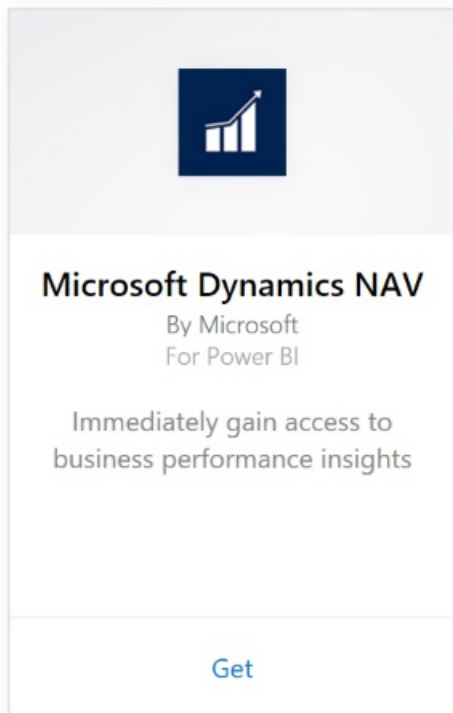 Microsoft Dynamics NAV
By Microsoft
For Power BI
Immediately gain access to
business performance insights
Get